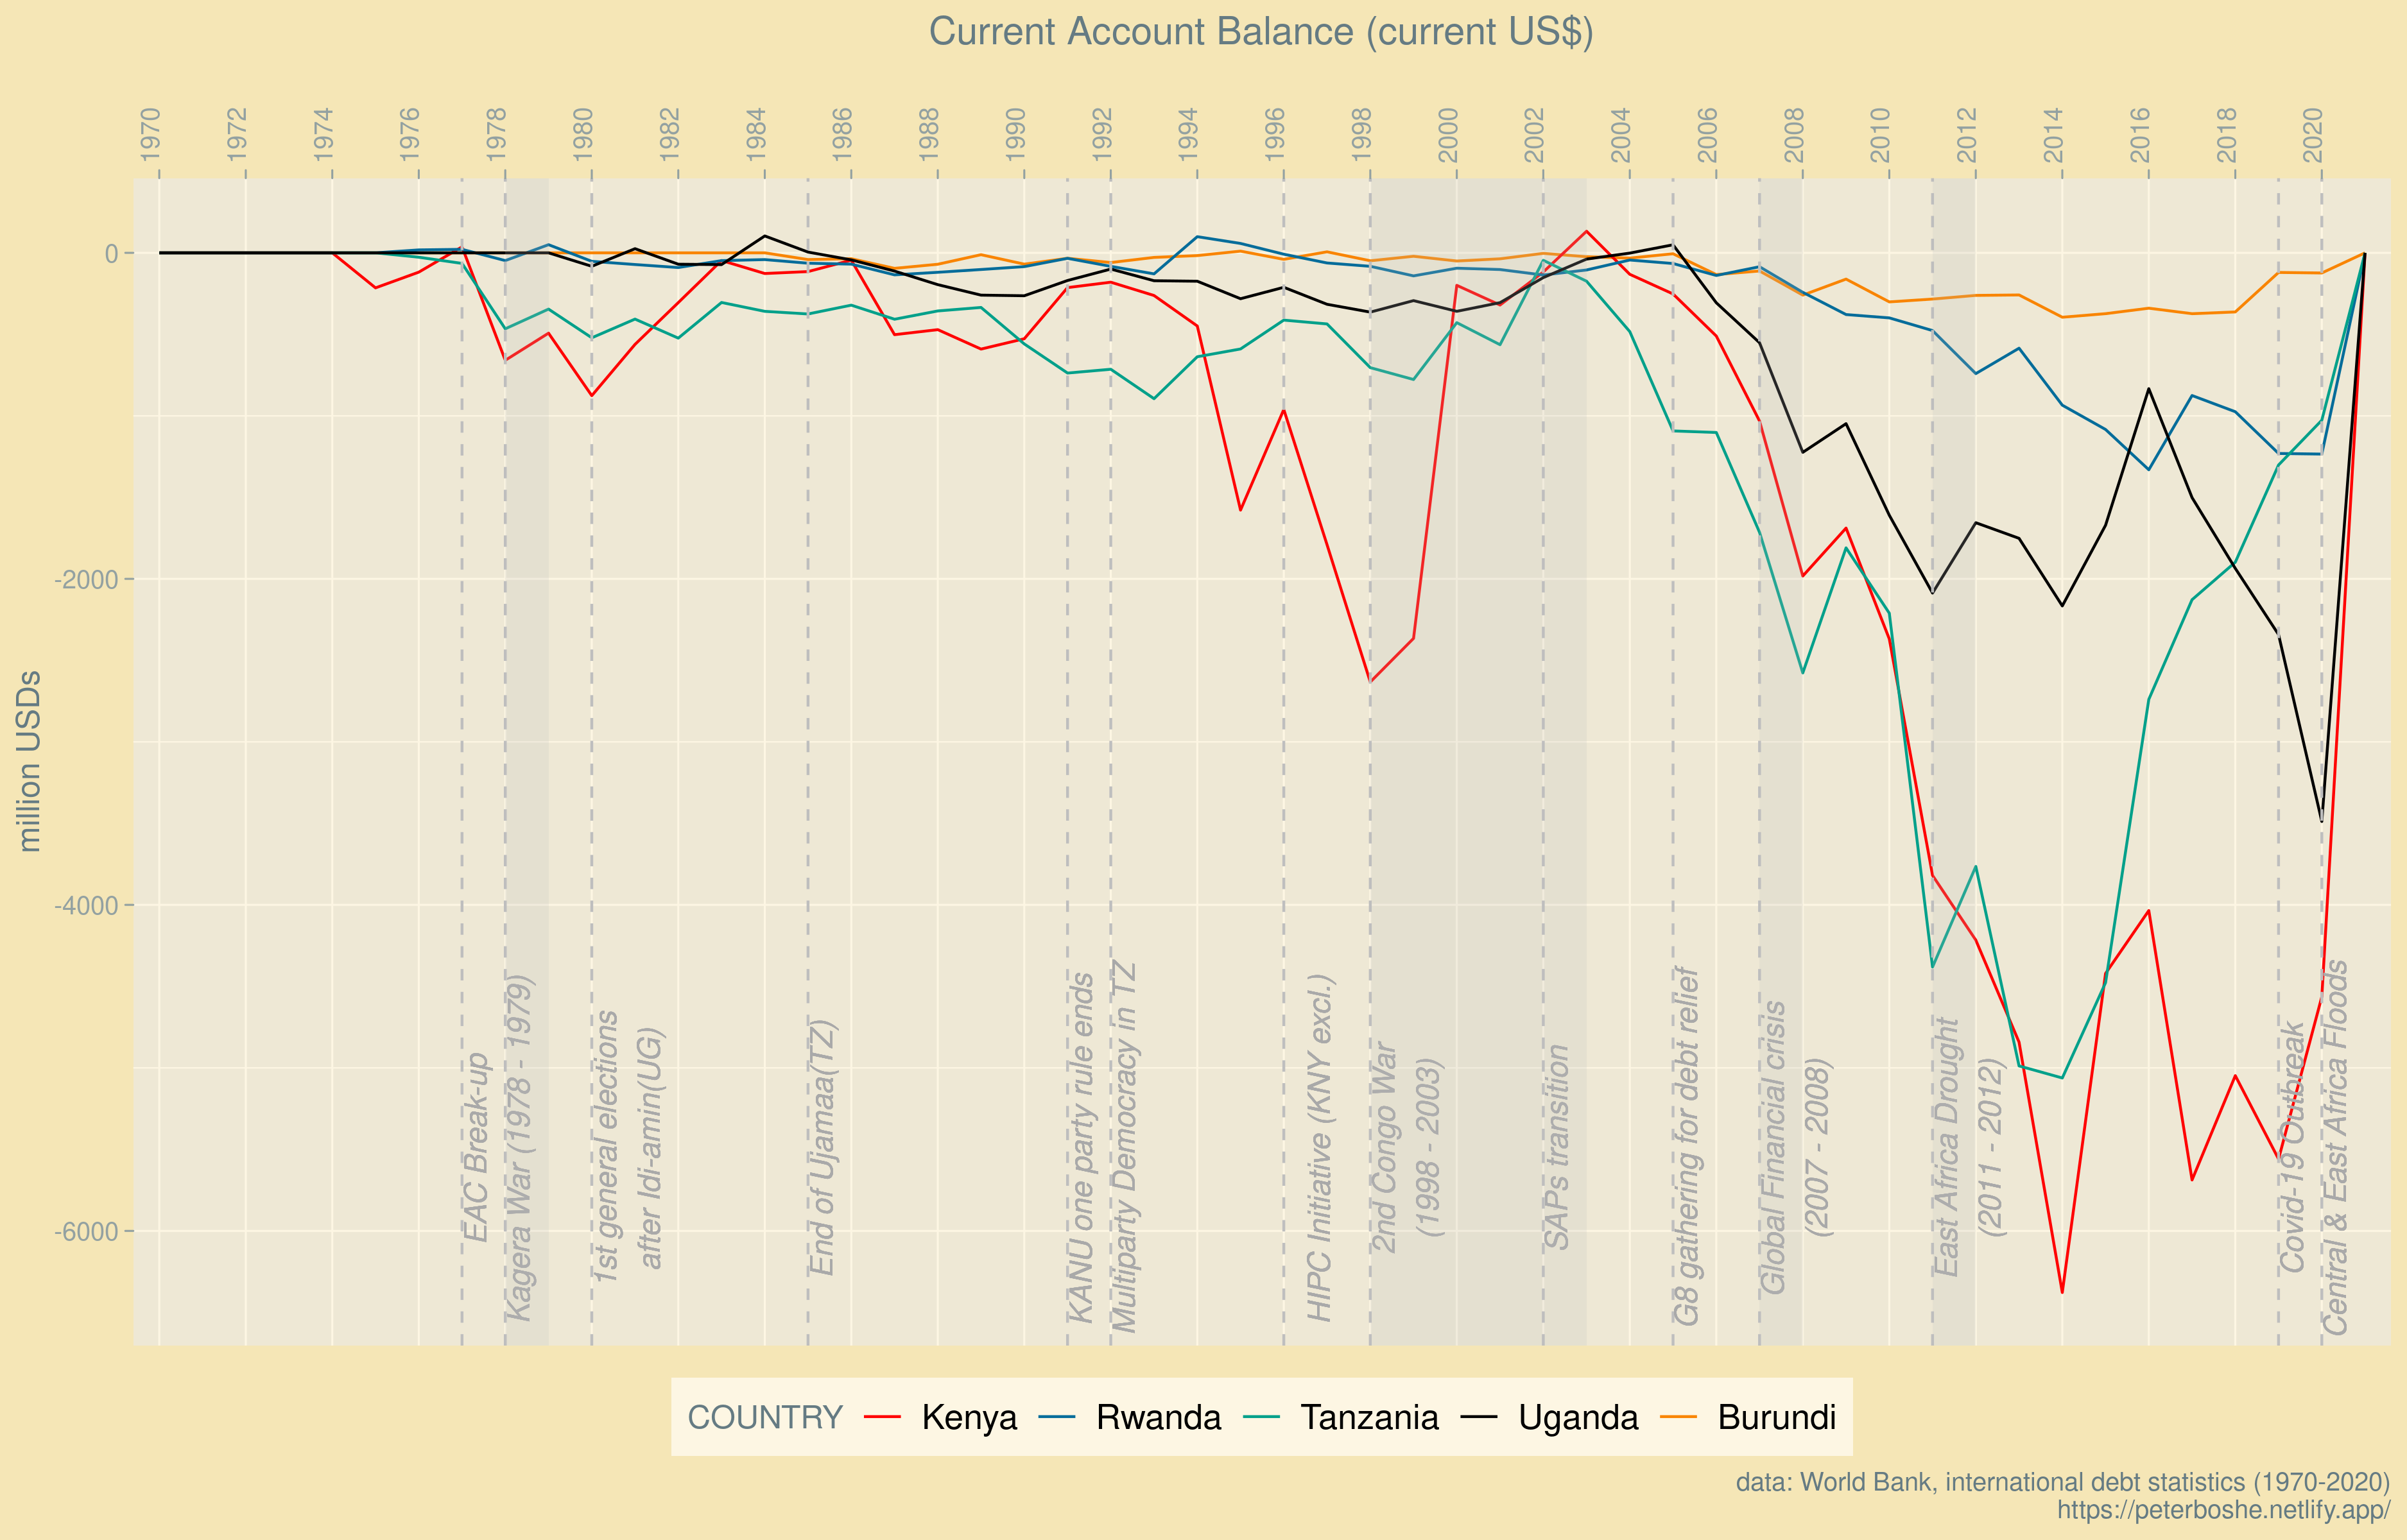 Current Account Balance (current US$)
1970 1972 1974 1976 1978 1980 1982 1984 1986 1988 1990 1992 1994 1996 1998 2000 2002 2004 2006 2008 2010 2012 2014 2016 2018 2020
0
-2000
-4000
-6000
million USDs
EAC Break-up
Kagera War (1978 - 1979)
1st general elections
after Idi-amin(UG)
End of Ujamaa(TZ)
KANU one party rule ends
Multiparty Democracy in TZ
HIPC Initiative (KNY excl.)
2nd Congo War
(1998 - 2003)
SAPs transition
G8 gathering for debt relief
Global Financial crisis
(2007 - 2008)
East Africa Drought
(2011 - 2012)
Covid-19 Outbreak
Central & East Africa Floods
COUNTRY Kenya Rwanda Tanzania Uganda Burundi
data: World Bank, international debt statistics (1970-2020)
https://peterboshe.netlify.app/